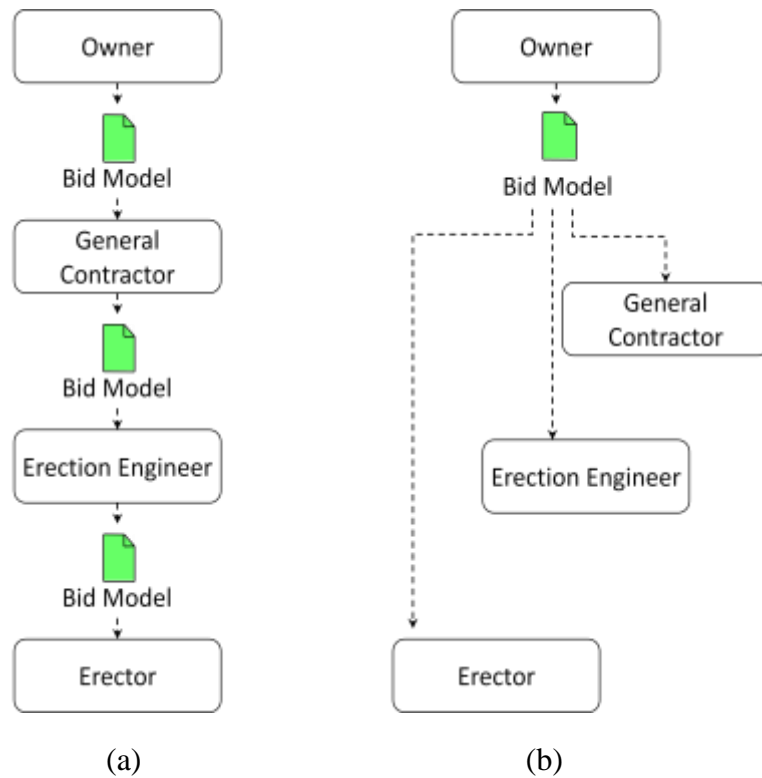 Owner
Bid Model
General
Contractor
Bid Model
Erection Engineer
Bid Model
Erector
(a)
Owner
Bid Model
General
Contractor
Erection Engineer
Erector
(b)